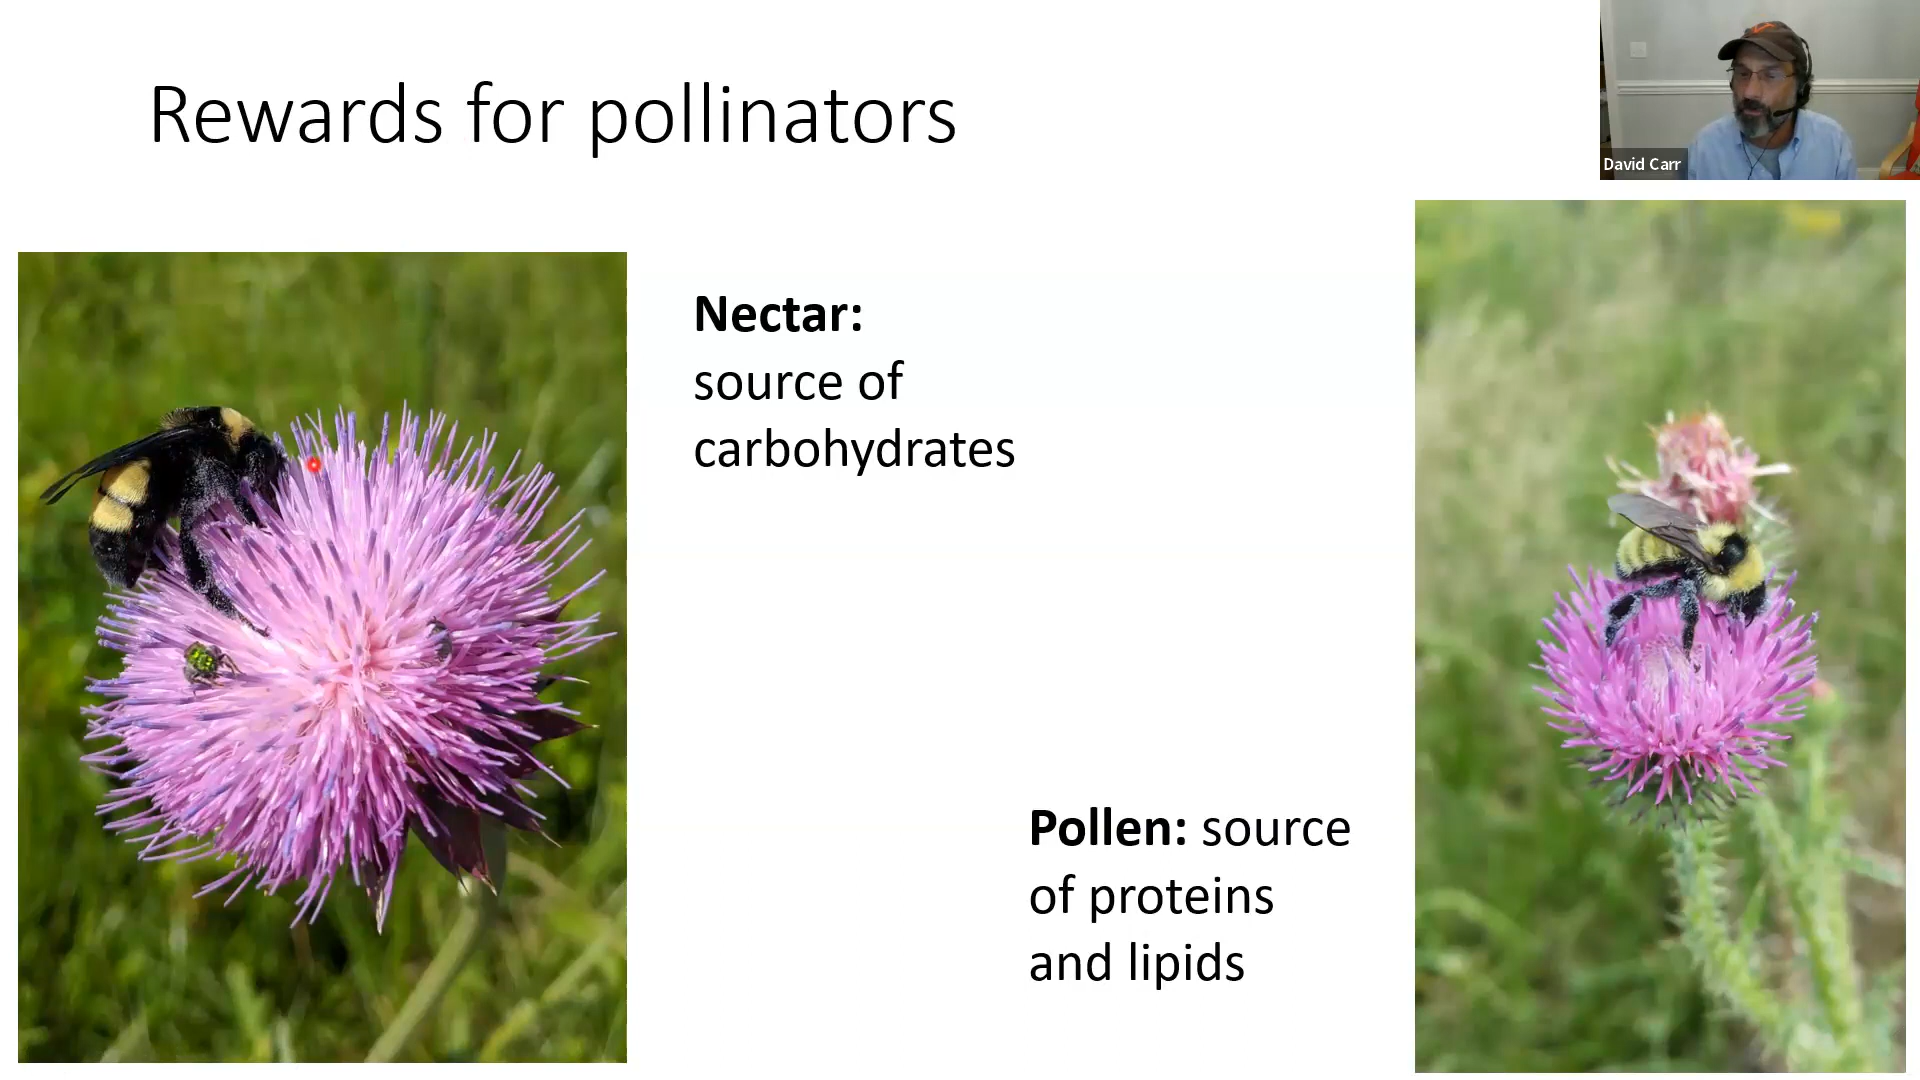 Rewards for pollinators
David Carr
Nectar:
source of
carbohydrates
Pollen: source
of proteins
and lipids